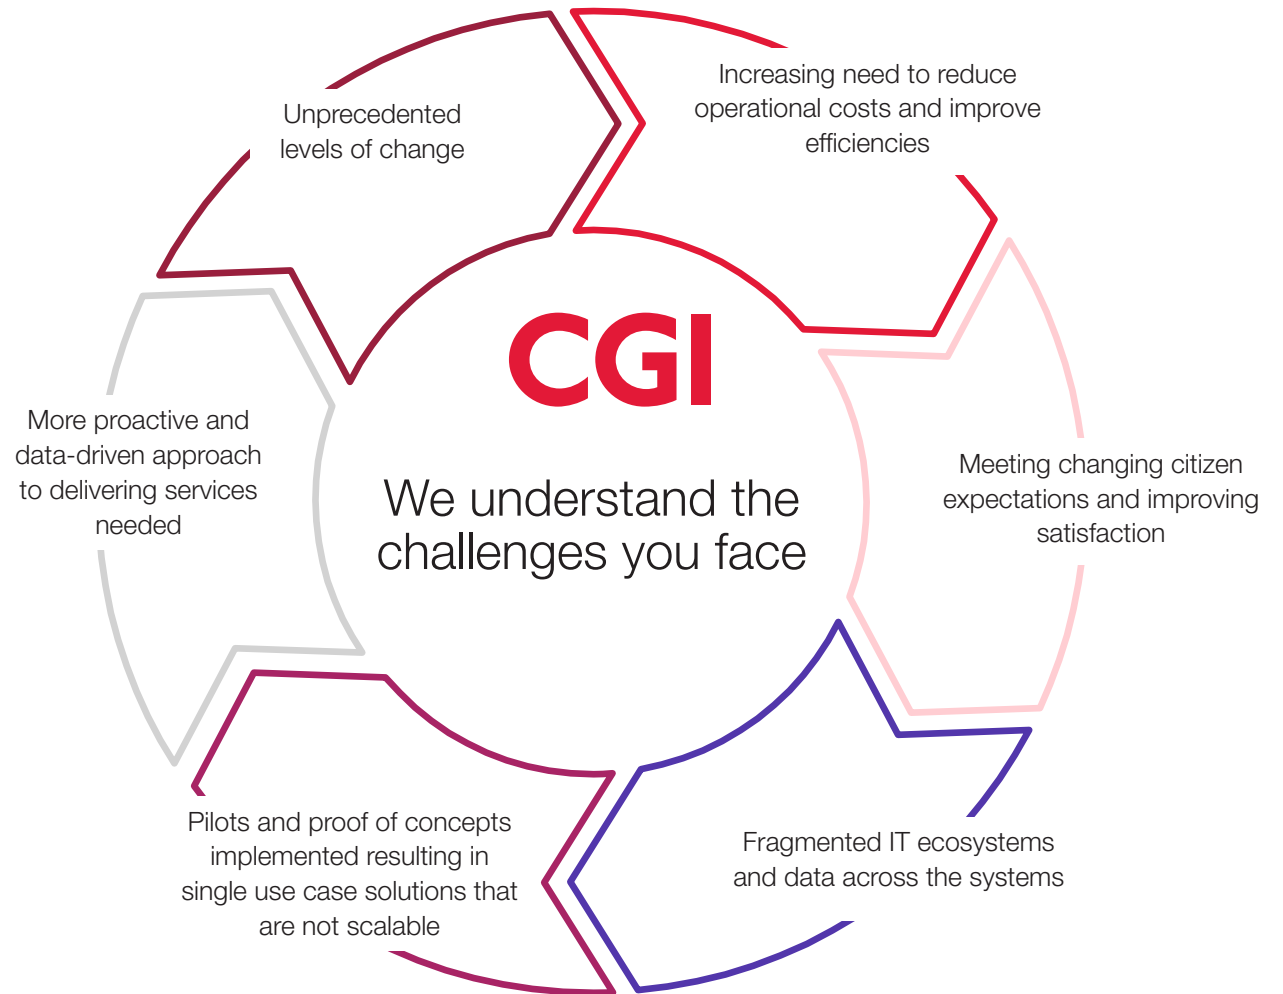 Unprecedented
levels of change
Increasing need to reduce
operational costs and improve
efficiencies
CGI
We understand the
challenges you face
More proactive and
data-driven approach
to delivering services
needed
Meeting changing citizen
expectations and improving
satisfaction
Pilots and proof of concepts
implemented resulting in
single use case solutions that
are not scalable
Fragmented IT ecosystems
and data across the systems